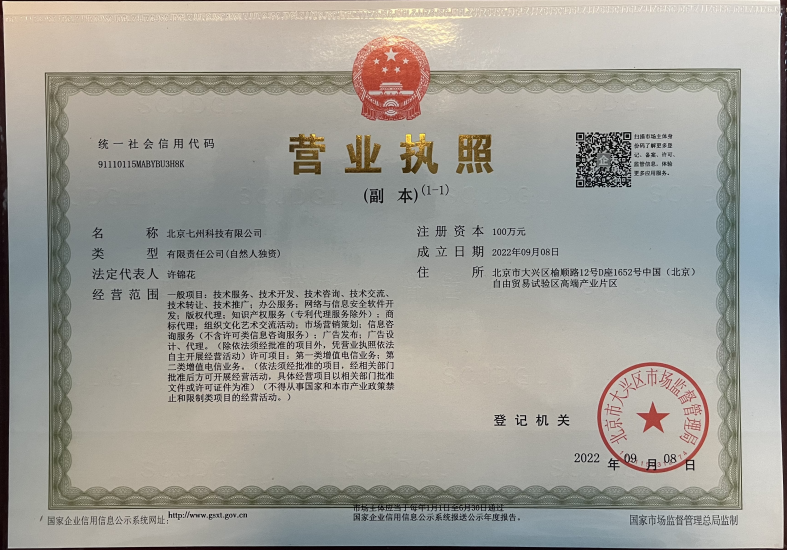 统一社会信用代码
91110115MABYBU3H8K
营业执照
(副 本)(1-1)
扫描市场主体身
份码了解更多登
记、备案、许可、
监管信息，体验
更多应用服务。
名 称 北京七州科技有限公司
类 型 有限责任公司(自然人独资)
法定代表人 许锦花
经营范围 一般项目：技术服务、技术开发、技术咨询、技术交流、
技术转让、技术推广；办公服务；网络与信息安全软件开
发；版权代理；知识产权服务（专利代理服务除外）；商
标代理；组织文化艺术交流活动；市场营销策划；信息咨
询服务（不含许可类信息咨询服务）；广告发布；广告设
计、代理。（除依法须经批准的项目外，凭营业执照依法
自主开展经营活动）许可项目：第一类增值电信业务；第
二类增值电信业务。（依法须经批准的项目，经相关部门
批准后方可开展经营活动，具体经营项目以相关部门批准
文件或许可证件为准）（不得从事国家和本市产业政策禁
止和限制类项目的经营活动。）
注册资本 100万元
成立日期 2022年09月08日
住 所 北京市大兴区榆顺路12号D座1652号中国（北京）
自由贸易试验区高端产业片区
登记机关
北京市大兴区市场监督管理局
2022 年 09 月 08 日
国家企业信用信息公示系统网址：http://www.gsxt.gov.cn
市场主体应当于每年1月1日至6月30日通过
国家企业信用信息公示系统报送公示年度报告。
国家市场监督管理总局监制